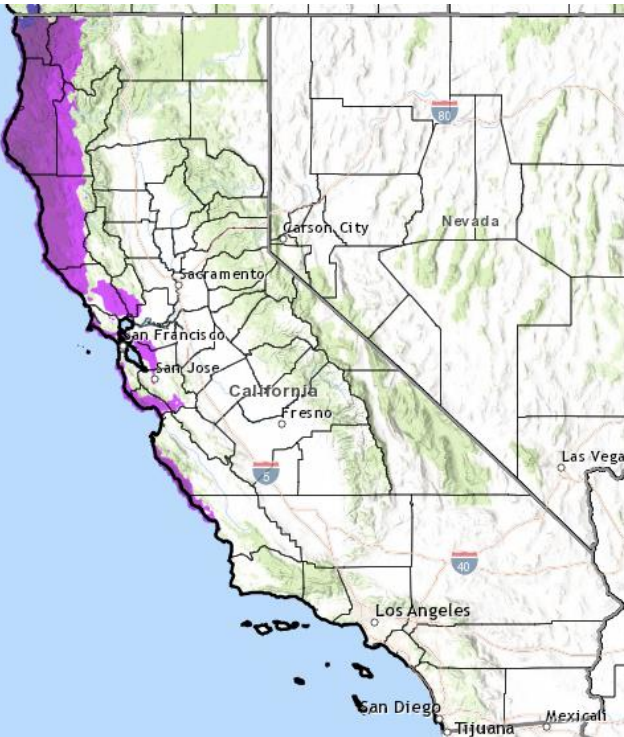 80
Nevada
Carson City
Sacramento
San Francisco
San Jose
California
Fresno
Las Vega
5
40
Los Angeles
San Diego
Tijuana
Mexicali